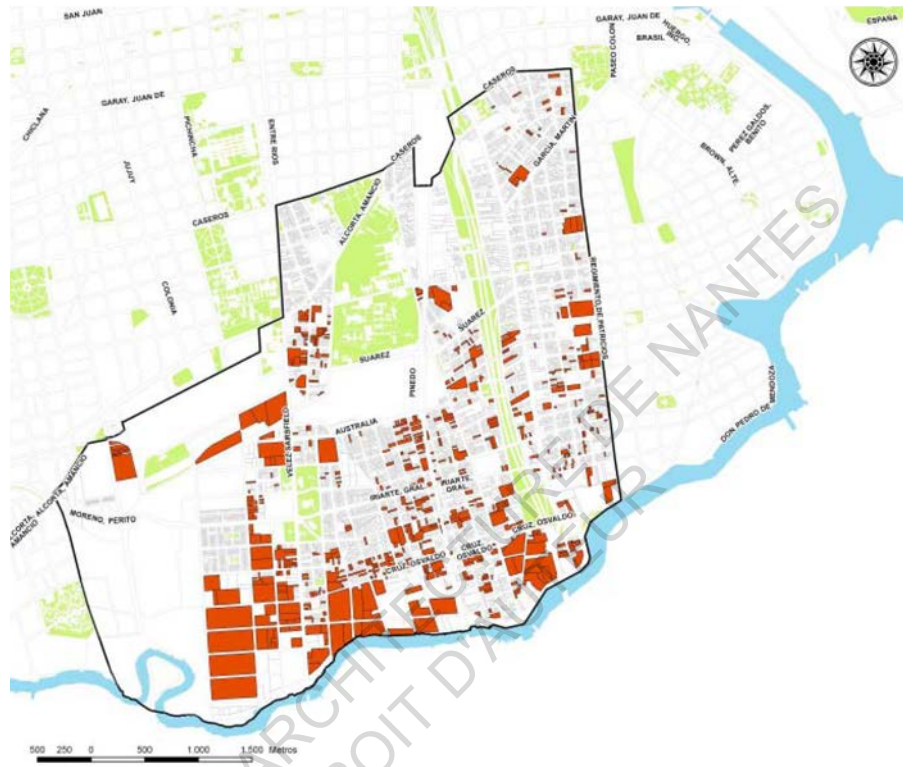 SAN JUAN
GARAY, JUAN DE
HUERGO,
ING.
ESPAÑA
BRASIL
PASEO COLON
CASEROS
GARAY, JUAN DE
CHICLANA
PICHINCHA
ENTRE RIOS
PEREZ GALDOS,
BENITO
GARCIA, MARTIN
CASEROS
BROWN, ALTE.
JUJUY
ALCORTA, AMANCIO
CASEROS
COLONIA
REGIMIENTO DE PATRICIOS
SUAREZ
SUAREZ
PINEDO
DON PEDRO DE MENDOZA
VELEZ SARSFIELD
AUSTRALIA
ALCORTA, AMANCIO
ALCORTA,
AMANCIO
IRIARTE, GRAL
IRIARTE,
GRAL
MORENO, PERITO
CRUZ, OSVALDO
CRUZ,
OSVALDO
CRUZ, OSVALDO
500 250 0 500 1.000 1.500 Metros
ARCHITECTURE DE NANTES
DROIT D'AUTEUR